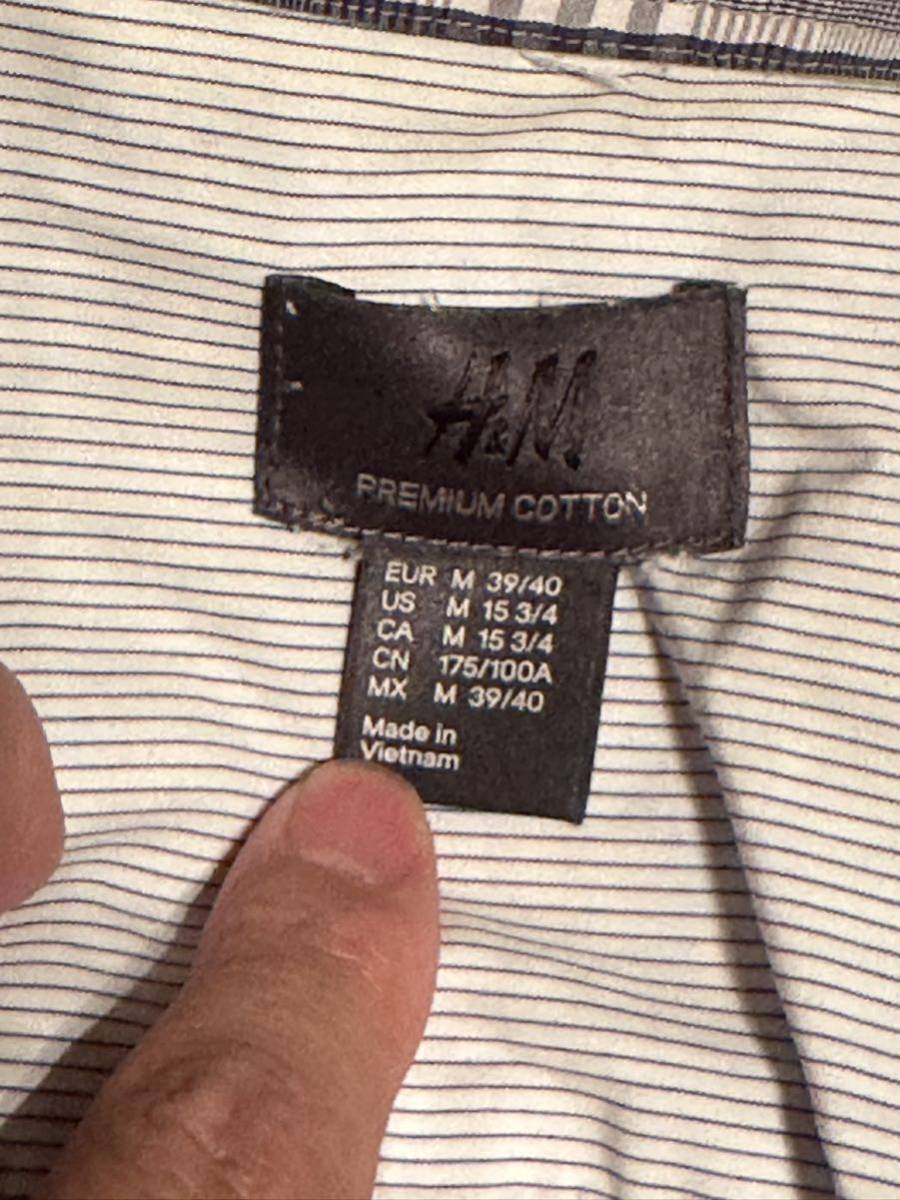 H&M
PREMIUM COTTON
EUR M 39/40
US M 15 3/4
CA M 15 3/4
CN 175/100A
MX M 39/40
Made in
Vietnam